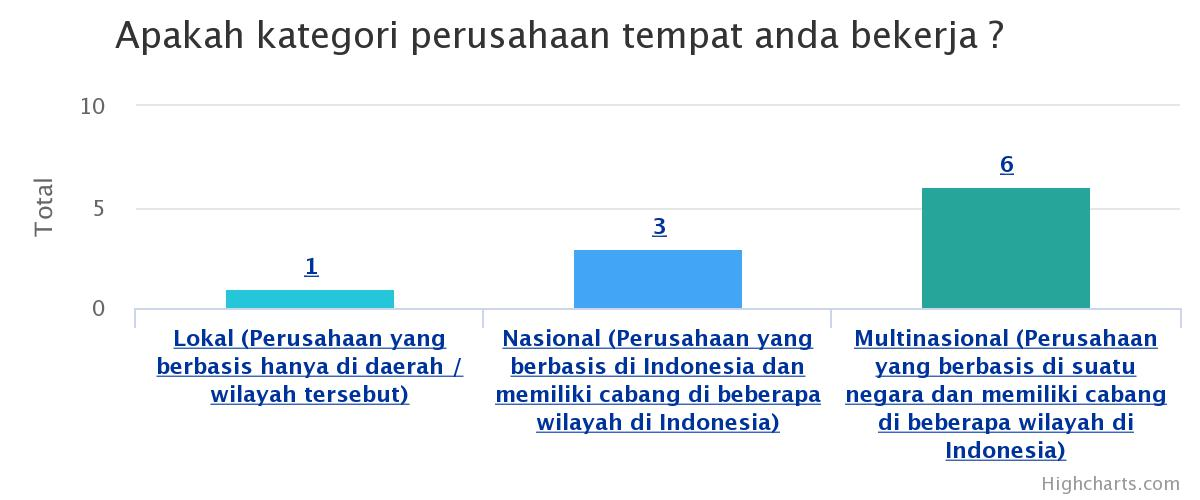 Apakah kategori perusahaan tempat anda bekerja ?
Total
10
5
0
1
3
6
Lokal (Perusahaan yang
berbasis hanya di daerah /
wilayah tersebut)
Nasional (Perusahaan yang
berbasis di Indonesia dan
memiliki cabang di beberapa
wilayah di Indonesia)
Multinasional (Perusahaan
yang berbasis di suatu
negara dan memiliki cabang
di beberapa wilayah di
Indonesia)
Highcharts.com